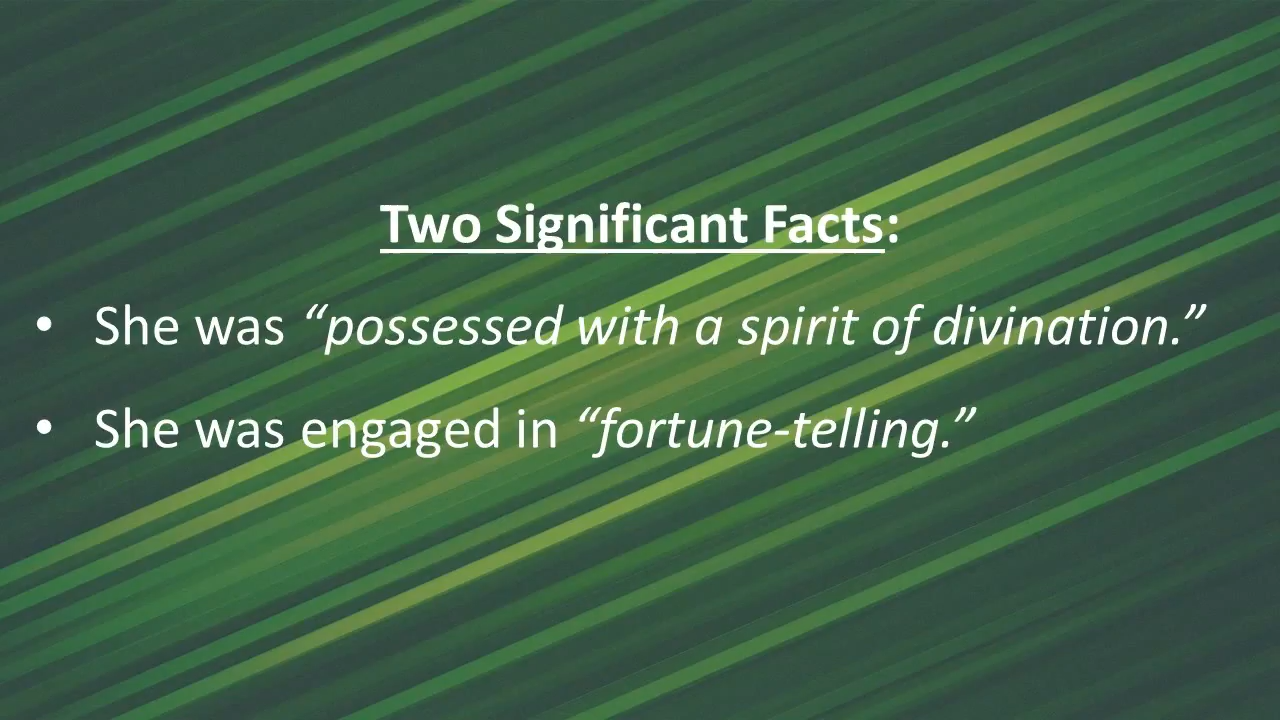 Two Significant Facts:
• She was “possessed with a spirit of divination.”
• She was engaged in “fortune-telling.”